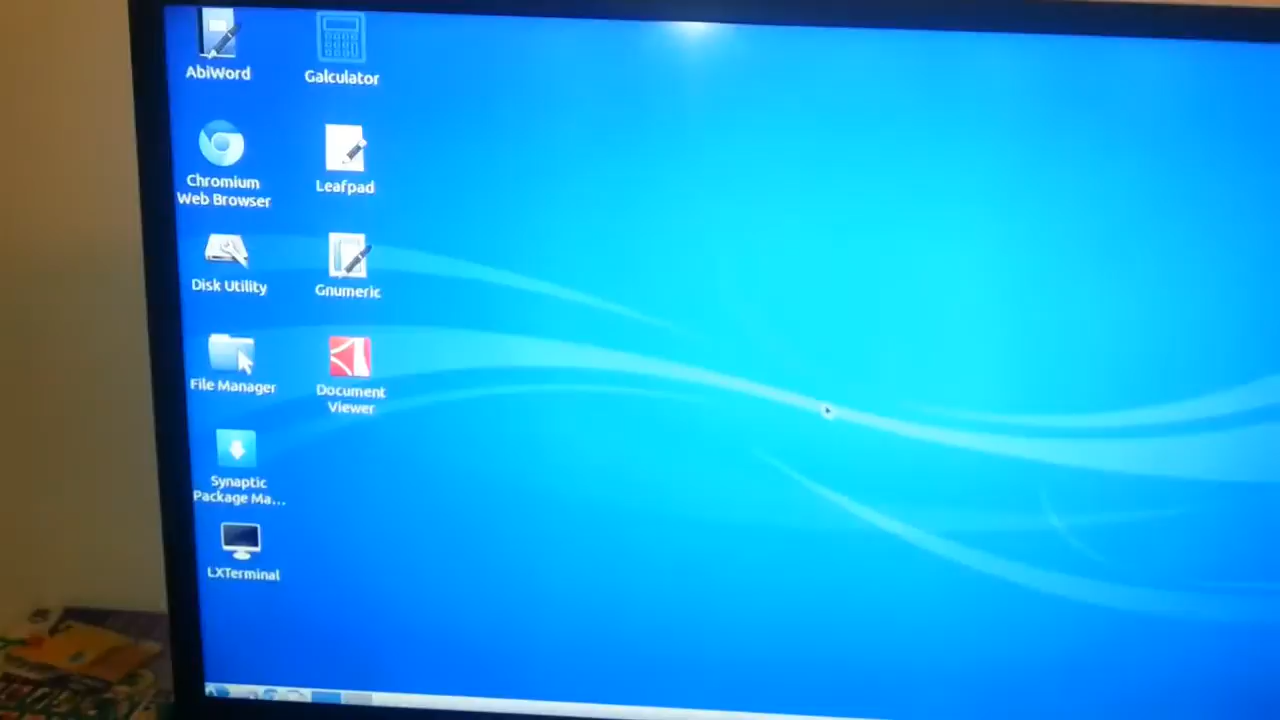 AbiWord
Galculator
Chromium
Web Browser
Leafpad
Disk Utility
Gnumeric
File Manager
Document
Viewer
Synaptic
Package Ma...
LXTerminal